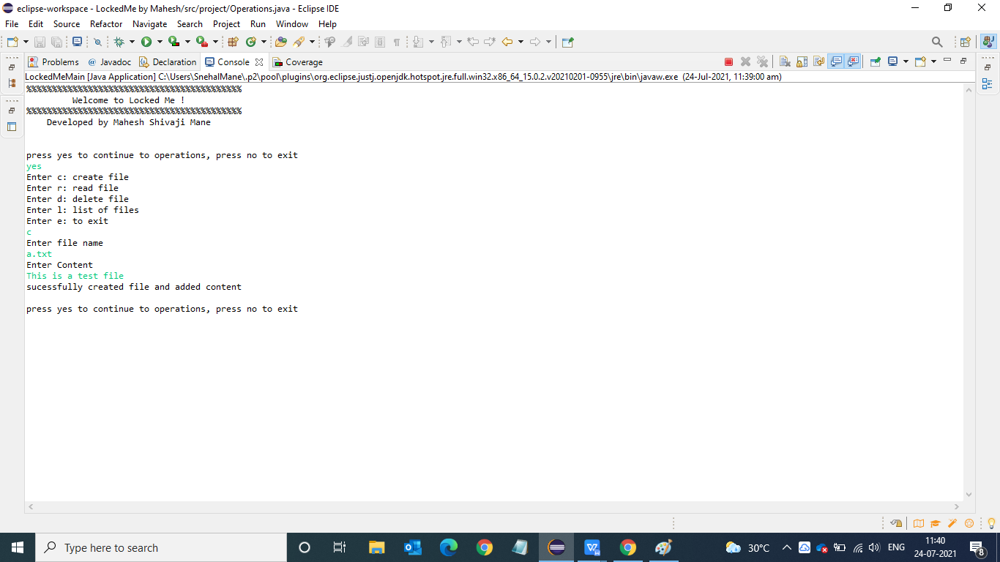 eclipse-workspace - LockedMe by Mahesh/src/project/Operations.java - Eclipse IDE
File Edit Source Refactor Navigate Search Project Run Window Help
Problems @ Javadoc Declaration Console Coverage
LockedMeMain [Java Application] C:\Users\SnehalMane\.p2\pool\plugins\org.eclipse.justj.openjdk.hotspot.jre.full.win32.x86_64_15.0.2.v20210201-0955\jre\bin\javaw.exe (24-Jul-2021, 11:39:00 am)
%%%%%%%%%%%%%%%%%%%%%%%%%%%%%%%%%%%%%%%%%%
Welcome to Locked Me !
%%%%%%%%%%%%%%%%%%%%%%%%%%%%%%%%%%%%%%%%%%
Developed by Mahesh Shivaji Mane
press yes to continue to operations, press no to exit
yes
Enter c: create file
Enter r: read file
Enter d: delete file
Enter l: list of files
Enter e: to exit
c
Enter file name
a.txt
Enter Content
This is a test file
sucessfully created file and added content
press yes to continue to operations, press no to exit
Type here to search
30°C
ENG
11:40
24-07-2021
8